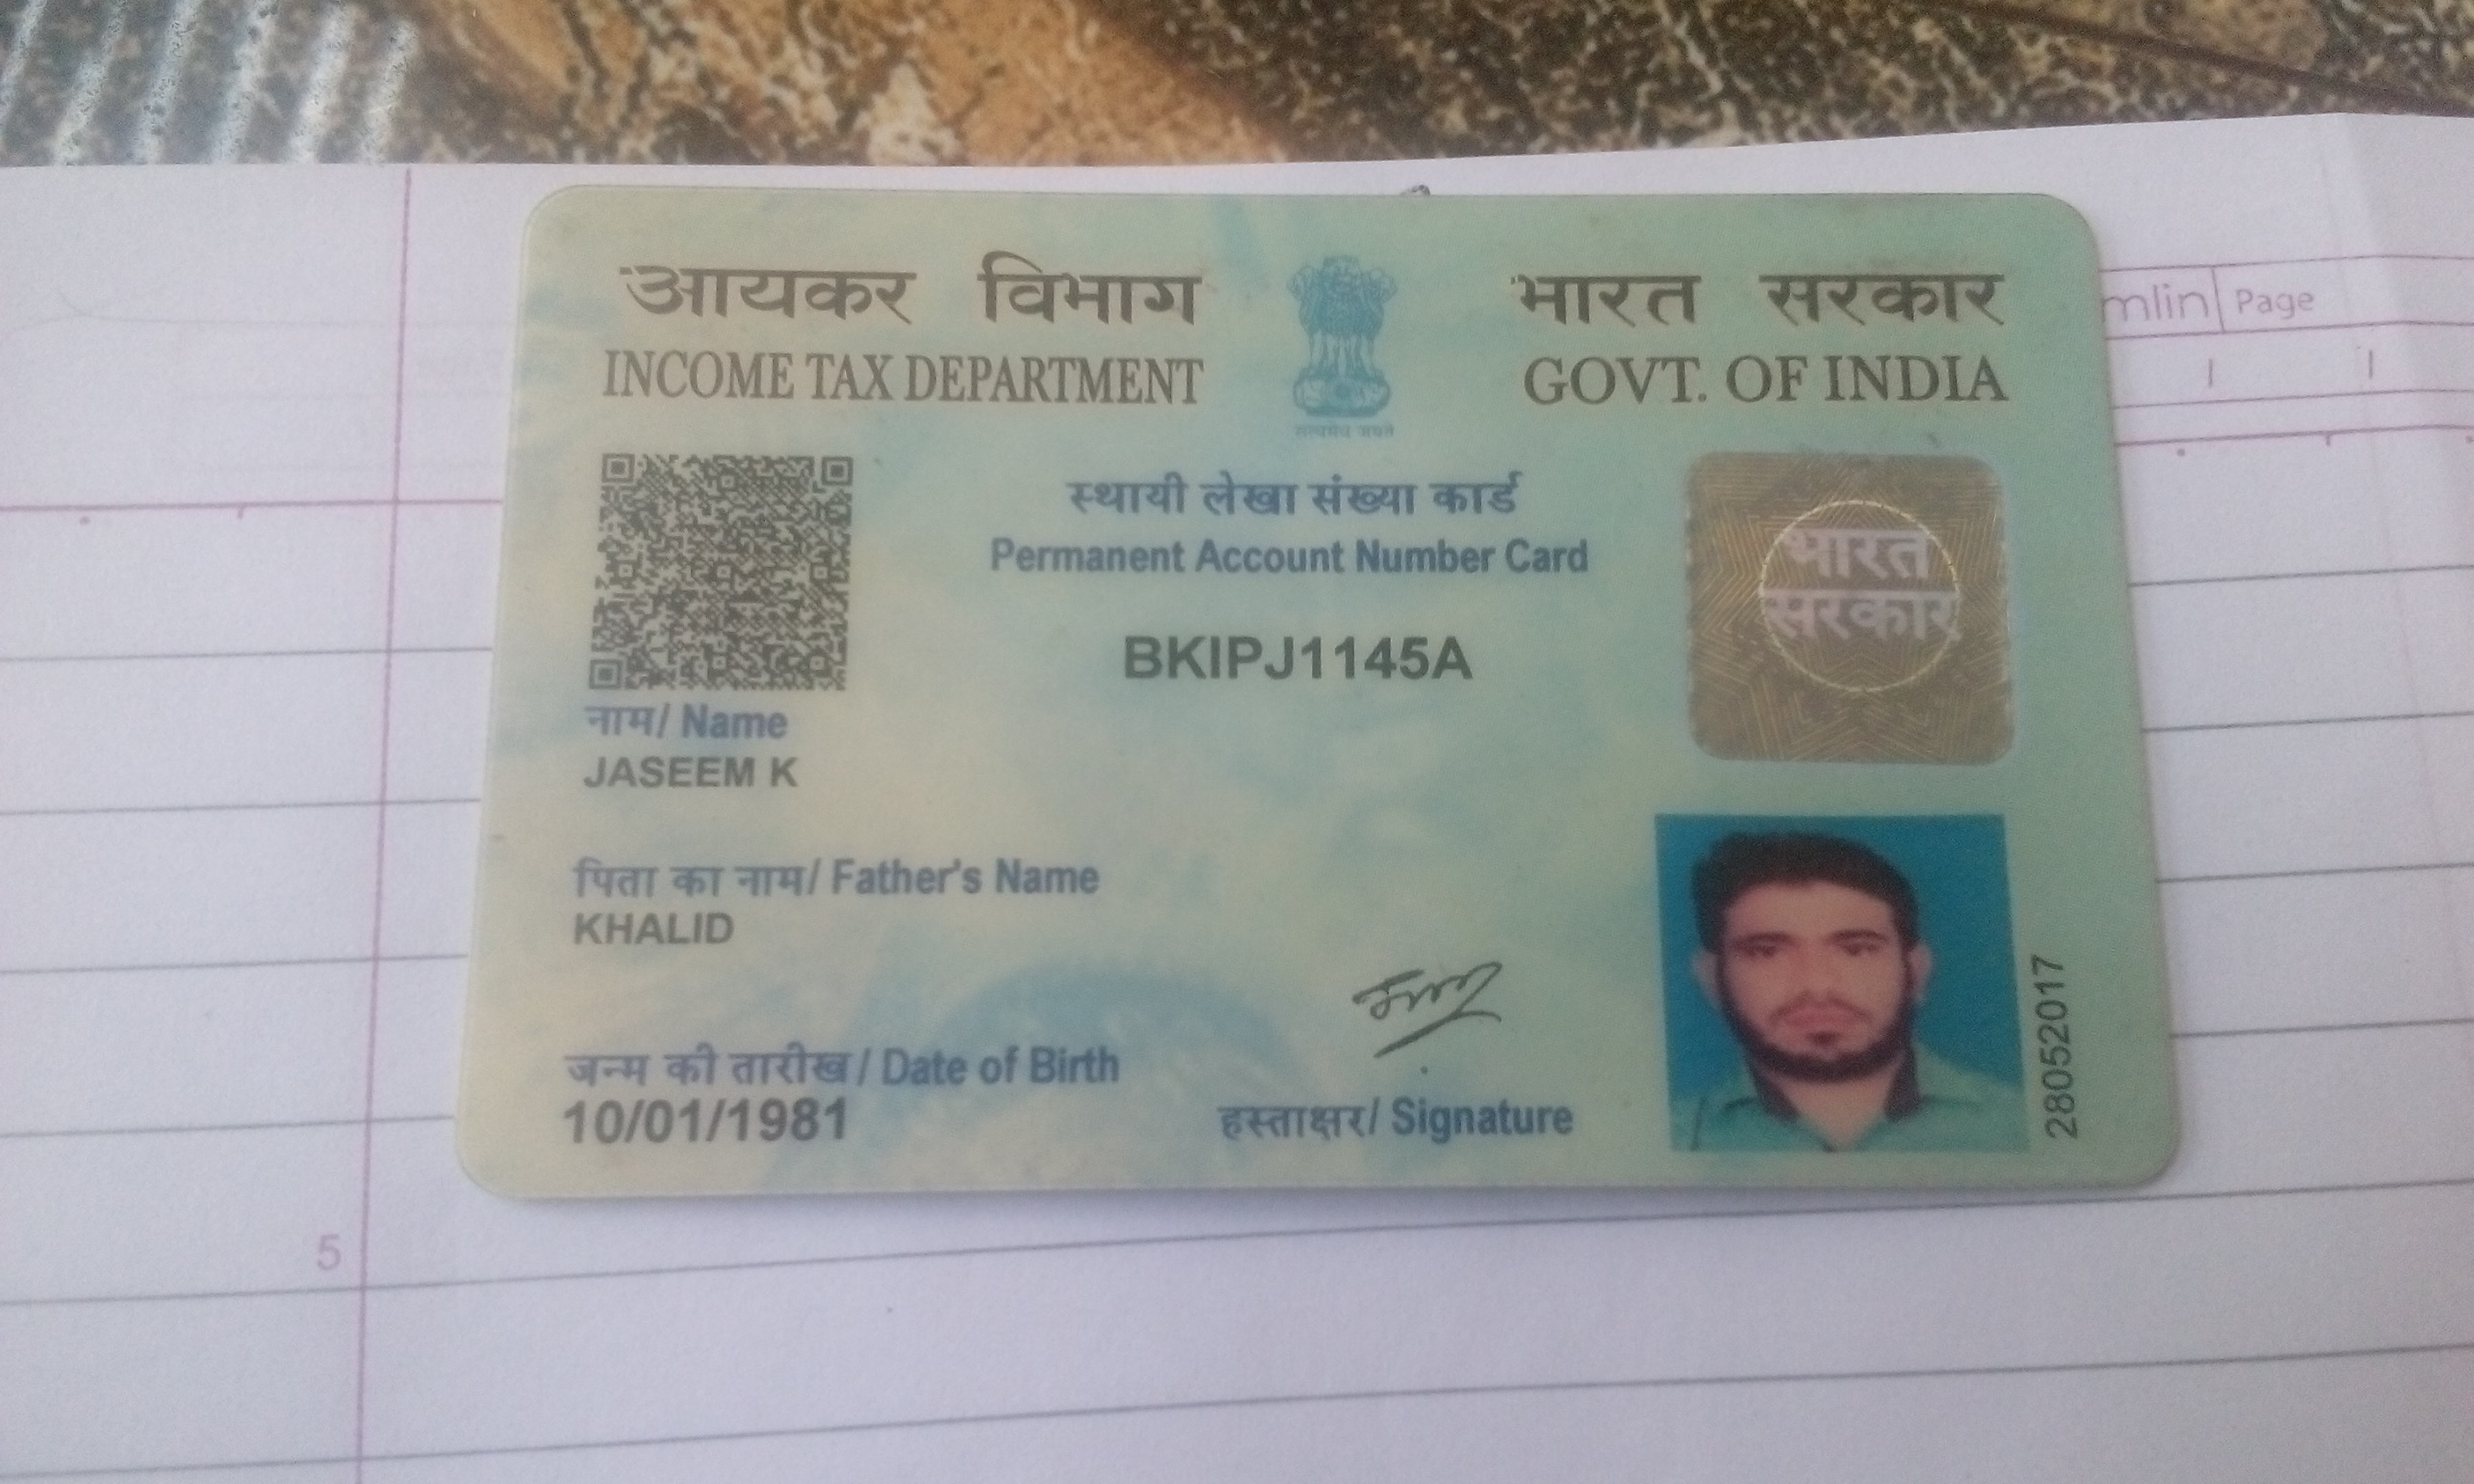 आयकर विभाग
INCOME TAX DEPARTMENT
भारत सरकार
GOVT. OF INDIA
सत्यमेव जयते
mlin Page
स्थायी लेखा संख्या कार्ड
Permanent Account Number Card
BKIPJ1145A
भारत
सरकार
नाम/ Name
JASEEM K
पिता का नाम/ Father's Name
KHALID
जन्म की तारीख/ Date of Birth
10/01/1981
हस्ताक्षर/ Signature
28052017
5